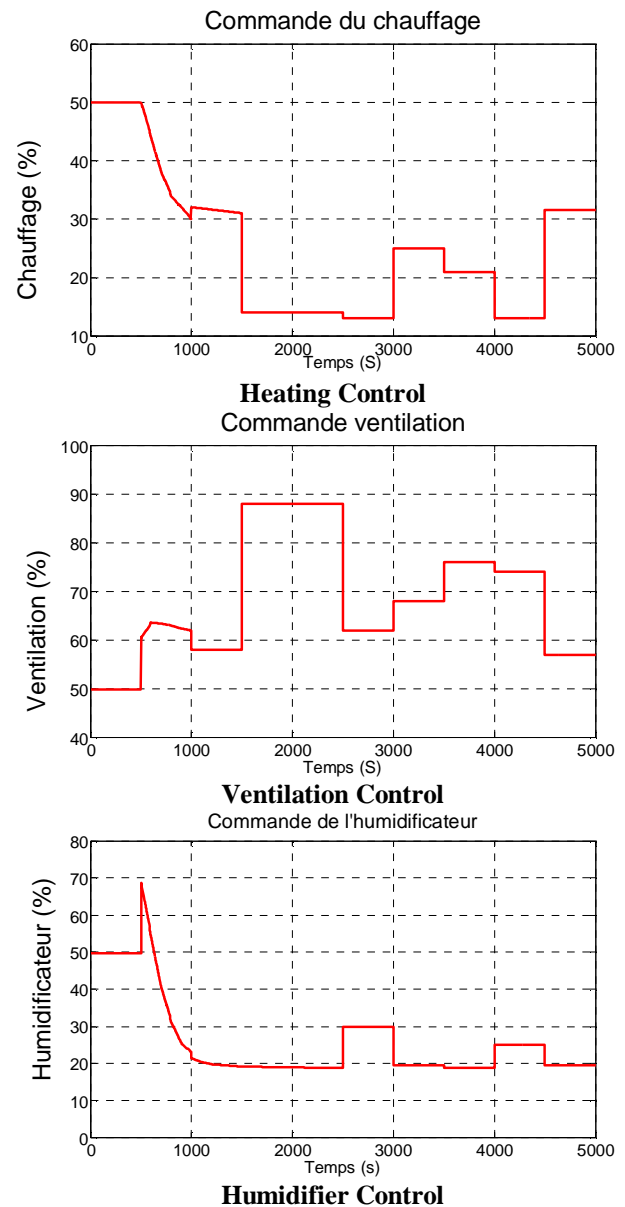 Commande du chauffage
60
50
40
30
20
10
Chauffage (%)
0 1000 2000 3000 4000 5000
Temps (S)
Heating Control
Commande ventilation
100
90
80
70
60
50
40
Ventilation (%)
0 1000 2000 3000 4000 5000
Temps (S)
Ventilation Control
Commande de l'humidificateur
80
70
60
50
40
30
20
10
0
Humidificateur (%)
0 1000 2000 3000 4000 5000
Temps (s)
Humidifier Control